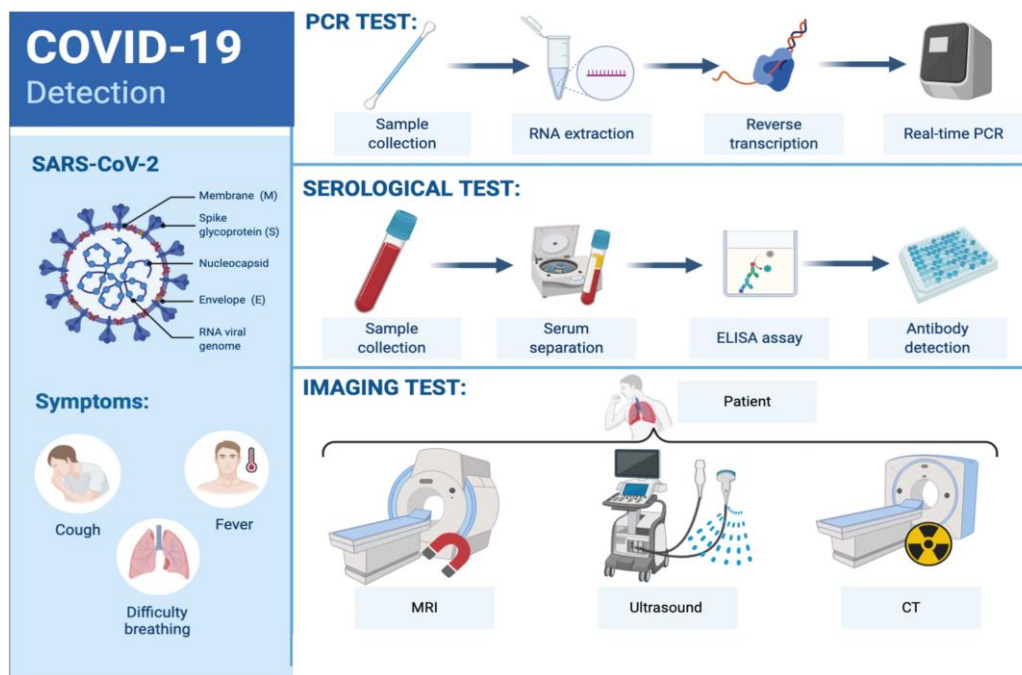 COVID-19
Detection
SARS-CoV-2
Membrane (M)
Spike
glycoprotein (S)
Nucleocapsid
Envelope (E)
RNA viral
genome
Symptoms:
Cough
Fever
Difficulty
breathing
PCR TEST:
Sample
collection
RNA extraction
Reverse
transcription
Real-time PCR
SEROLOGICAL TEST:
Sample
collection
Serum
separation
ELISA assay
Antibody
detection
IMAGING TEST:
Patient
MRI
Ultrasound
CT